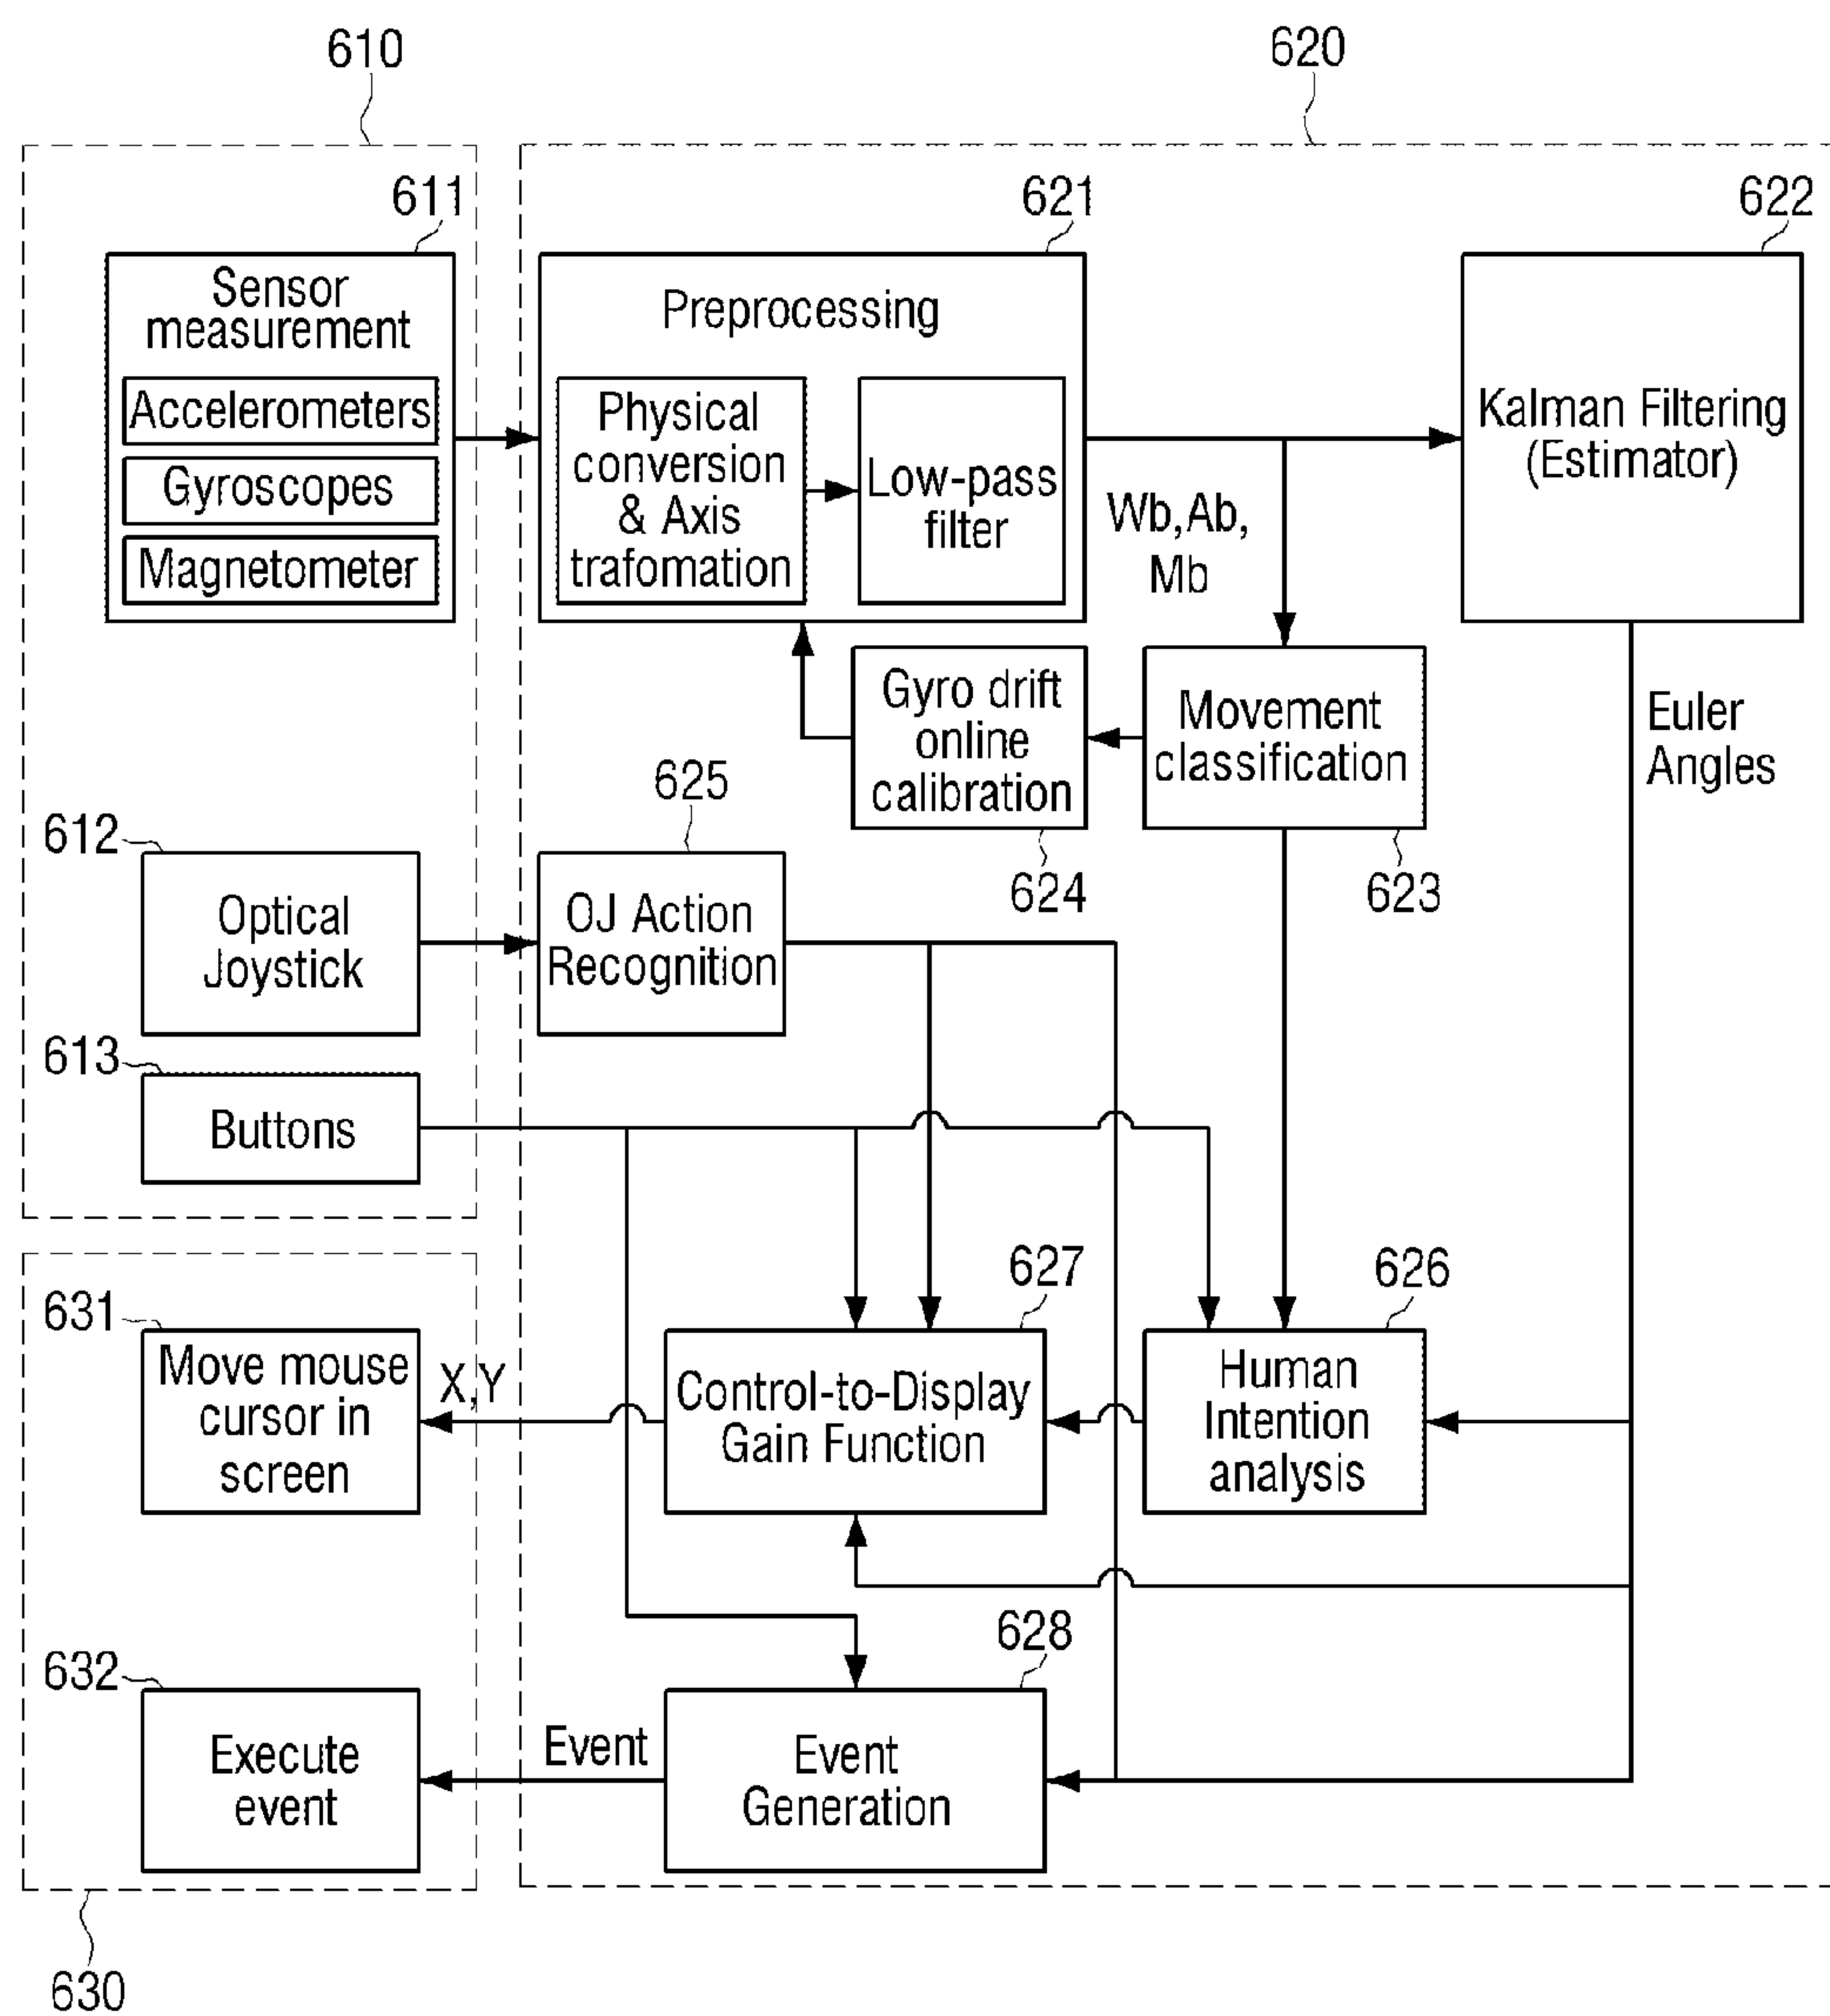 610
620
611
621
622
Sensor
measurement
Accelerometers
Gyroscopes
Magnetometer
Preprocessing
Physical
conversion
& Axis
trafomation
Low-pass
filter
Wb,Ab,
Mb
Kalman Filtering
(Estimator)
Gyro drift
online
calibration
Movement
classification
Euler
Angles
625
624
623
612
Optical
Joystick
OJ Action
Recognition
613
Buttons
627
626
631
Move mouse
cursor in
screen
X,Y
Control-to-Display
Gain Function
Human
Intention
analysis
628
632
Execute
event
Event
Event
Generation
630